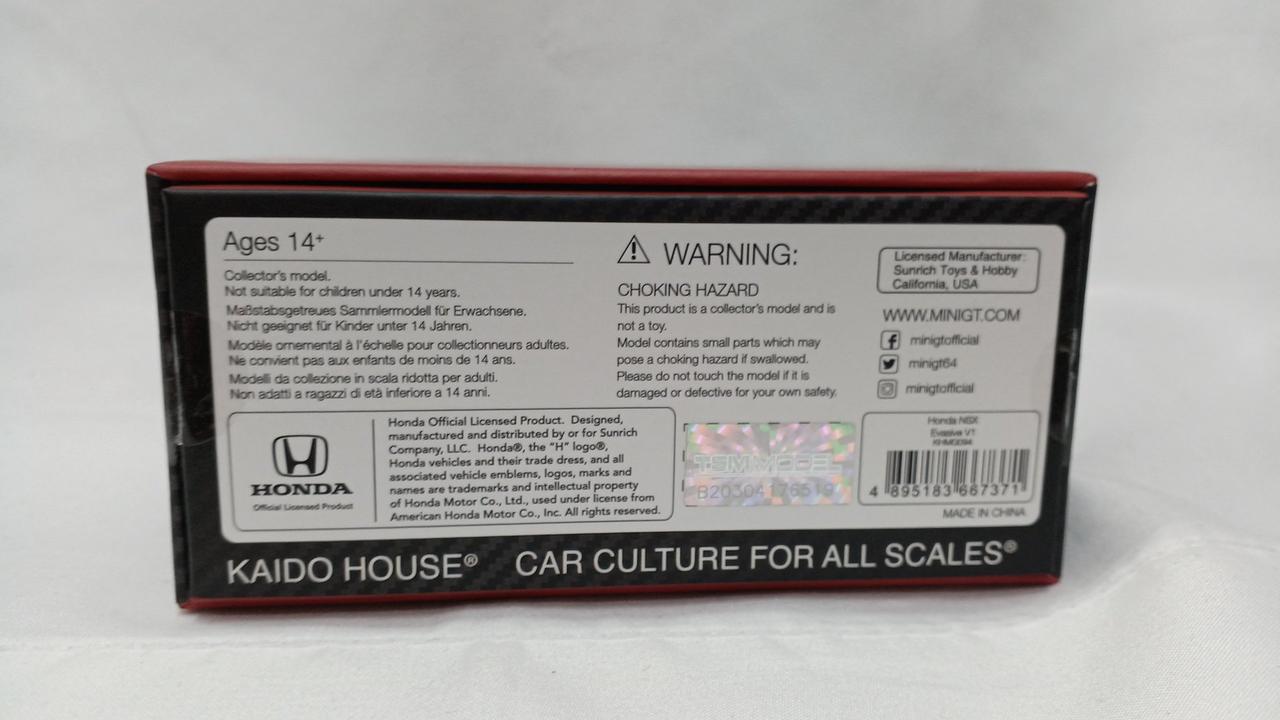 Ages 14+
Collector's model.
Not suitable for children under 14 years.
Maßstabsgetreues Sammlermodell für Erwachsene.
Nicht geeignet für Kinder unter 14 Jahren.
Modèle ornemental à l'échelle pour collectionneurs adultes.
Ne convient pas aux enfants de moins de 14 ans.
Modelli da collezione in scala ridotta per adulti.
Non adatti a ragazzi di età inferiore a 14 anni.
WARNING:
CHOKING HAZARD
This product is a collector's model and is
not a toy.
Model contains small parts which may
pose a choking hazard if swallowed.
Please do not touch the model if it is
damaged or defective for your own safety.
Licensed Manufacturer:
Sunrich Toys & Hobby
California, USA
WWW.MINIGT.COM
minigtofficial
minigt64
minigtofficial
HONDA
Official Licensed Product
Honda Official Licensed Product. Designed,
manufactured and distributed by or for Sunrich
Company, LLC. Honda®, the "H" logo®,
Honda vehicles and their trade dress, and all
associated vehicle emblems, logos, marks and
names are trademarks and intellectual property
of Honda Motor Co., Ltd., used under license from
American Honda Motor Co., Inc. All rights reserved.
TSM MODEL
B20304176519
Honda NSX
Evasive V1
KHMG094
4 895183 667371
MADE IN CHINA
KAIDO HOUSE® CAR CULTURE FOR ALL SCALES®